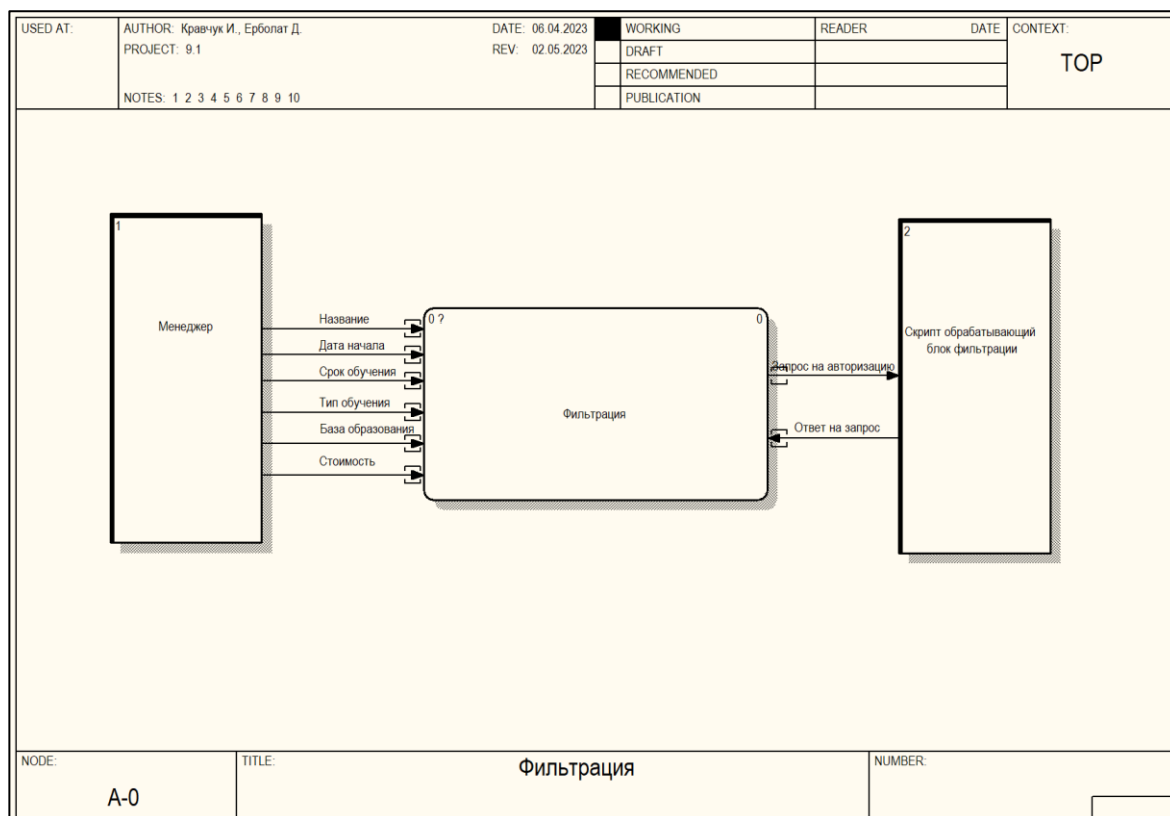 USED AT:
AUTHOR: Кравчук И., Ерболат Д.
DATE: 06.04.2023
WORKING
READER
DATE
CONTEXT:
PROJECT: 9.1
REV: 02.05.2023
DRAFT
TOP
RECOMMENDED
NOTES: 1 2 3 4 5 6 7 8 9 10
PUBLICATION
1
Менеджер
Название
Дата начала
Срок обучения
Тип обучения
База образования
Стоимость
0 ?
0
Фильтрация
Запрос на авторизацию
Ответ на запрос
2
Скрипт обрабатывающий
блок фильтрации
NODE:
A-0
TITLE:
Фильтрация
NUMBER: